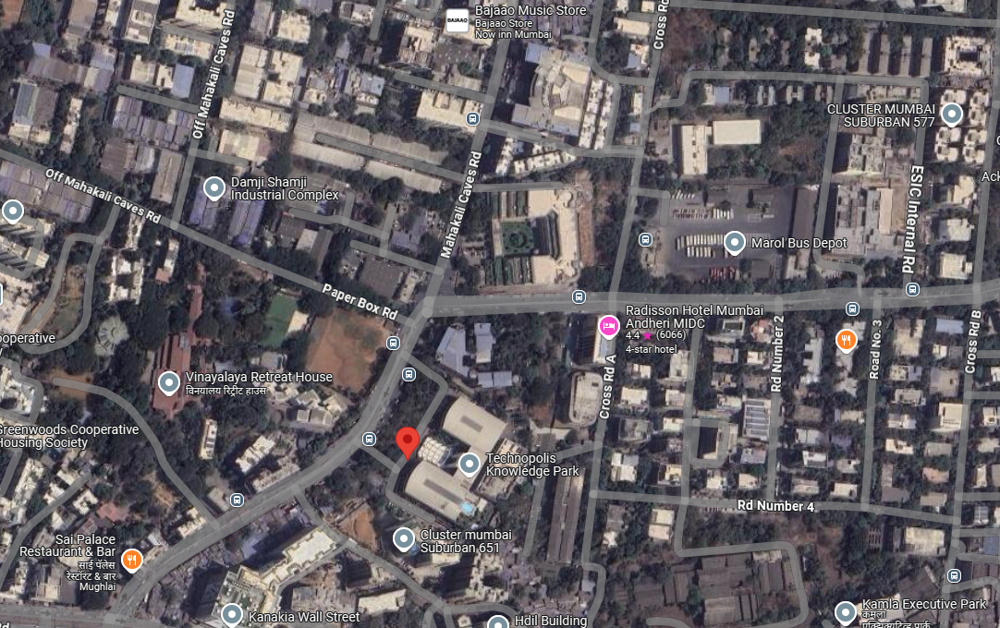 Bajaao Music Store
BAJAAO
Bajaao Store
Now inn Mumbai
Cross Rd
Off Mahakali Caves Rd
CLUSTER MUMBAI
SUBURBAN 577
Off Mahakali Caves Rd
Damji Shamji
Industrial Complex
Mahakali Caves Rd
ESIC Internal Rd
Marol Bus Depot
Paper Box Rd
Radisson Hotel Mumbai
Andheri MIDC
4.4 ★ (6066)
4-star hotel
Cross Rd A
Rd Number 2
Road No. 3
Cross Rd B
Vinayalaya Retreat House
विनयालय रिट्रीट हाउस
Greenwoods Cooperative
Housing Society
Technopolis
Knowledge Park
Rd Number 4
Sai Palace
Restaurant & Bar
साई पॅलेस
रेस्टॉरंट & बार
Mughlai
Cluster mumbai
Suburban 651
Kanakia Wall Street
Hdil Building
Kamla Executive Park
कमला